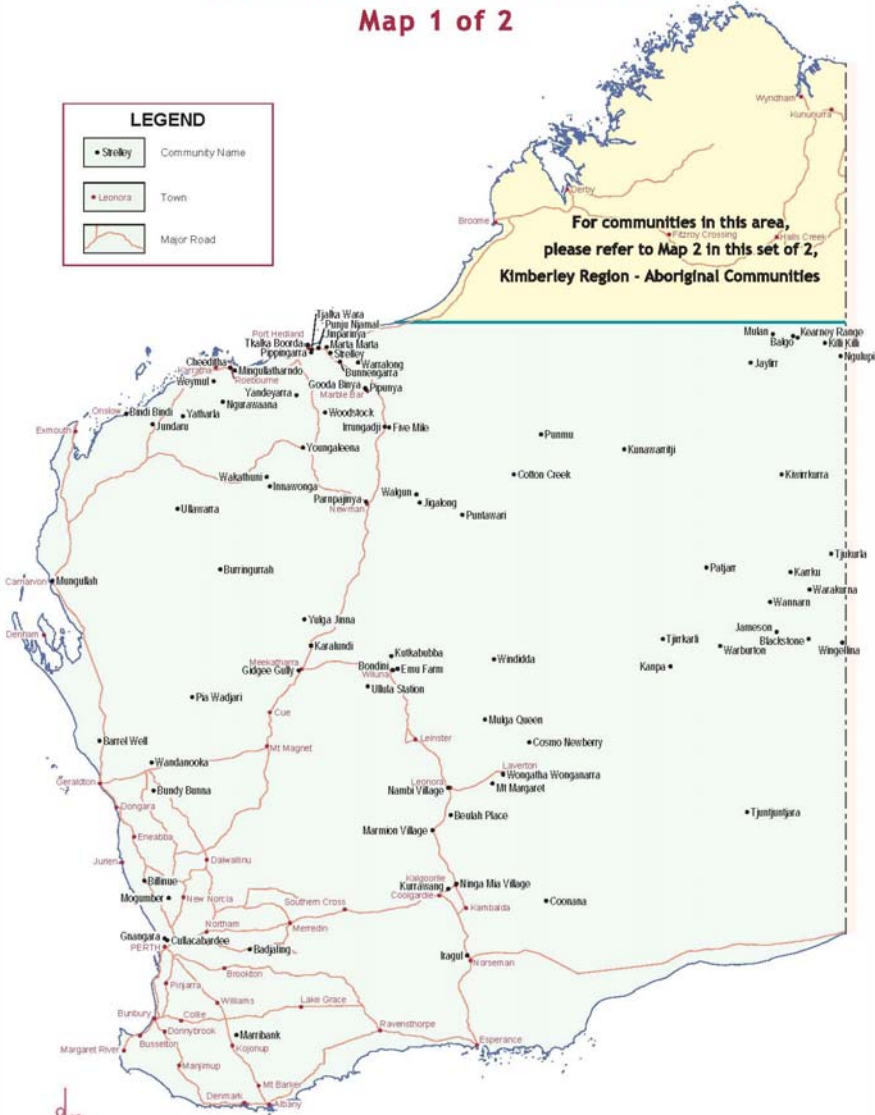 Map 1 of 2
LEGEND
Strelley
Community Name
Leonora
Town
Major Road
Wyndham
Kununurra
Derby
Broome
For communities in this area,
Fitzroy Crossing
Halls Creek
please refer to Map 2 in this set of 2,
Kimberley Region - Aboriginal Communities
Tjalka Wara
Punju Njamal
Port Hedland
Jinparinya
Tkalka Boorda
Marta Marta
Pippingarra
Strelley
Mulan
Kearney Range
Balgo
Killi Killi
Ngulupi
Cheeditha
Warralong
Jaylirr
Karratha
Mingullatharndo
Bunnengarra
Weymul
Roebourne
Gooda Binya
Pipunya
Yandeyarra
Marble Bar
Ngurawaana
Onslow
Bindi Bindi
Yatharla
Woodstock
Jundaru
Irrungadji
Five Mile
Exmouth
Punmu
Youngaleena
Kunawarritji
Wakathuni
Cotton Creek
Kiwirrkurra
Innawonga
Walgun
Parnpajinya
Jigalong
Ullawarra
Newman
Puntawari
Tjukurla
Burringurrah
Patjarr
Karrku
Carnarvon
Mungullah
Warakurna
Wannarn
Yulga Jinna
Jameson
Denham
Tjirrkarli
Blackstone
Karalundi
Warburton
Wingellina
Kutkabubba
Meekatharra
Windidda
Gidgee Gully
Bondini
Emu Farm
Kanpa
Wiluna
Ullula Station
Pia Wadjari
Cue
Mulga Queen
Barrel Well
Leinster
Cosmo Newberry
Mt Magnet
Wandanooka
Laverton
Wongatha Wonganarra
Geraldton
Leonora
Mt Margaret
Nambi Village
Bundy Bunna
Dongara
Beulah Place
Tjuntjuntjara
Marmion Village
Eneabba
Jurien
Dalwallinu
Billinue
Kalgoorlie
Ninga Mia Village
Kurrawang
Mogumber
New Norcia
Coolgardie
Southern Cross
Coonana
Kambalda
Northam
Merredin
Gnangara
Cullacabardee
PERTH
Badjaling
Iragul
Norseman
Brookton
Pinjarra
Williams
Lake Grace
Bunbury
Collie
Donnybrook
Ravensthorpe
Busselton
Marribank
Esperance
Margaret River
Kojonup
Manjimup
Mt Barker
Denmark
Albany